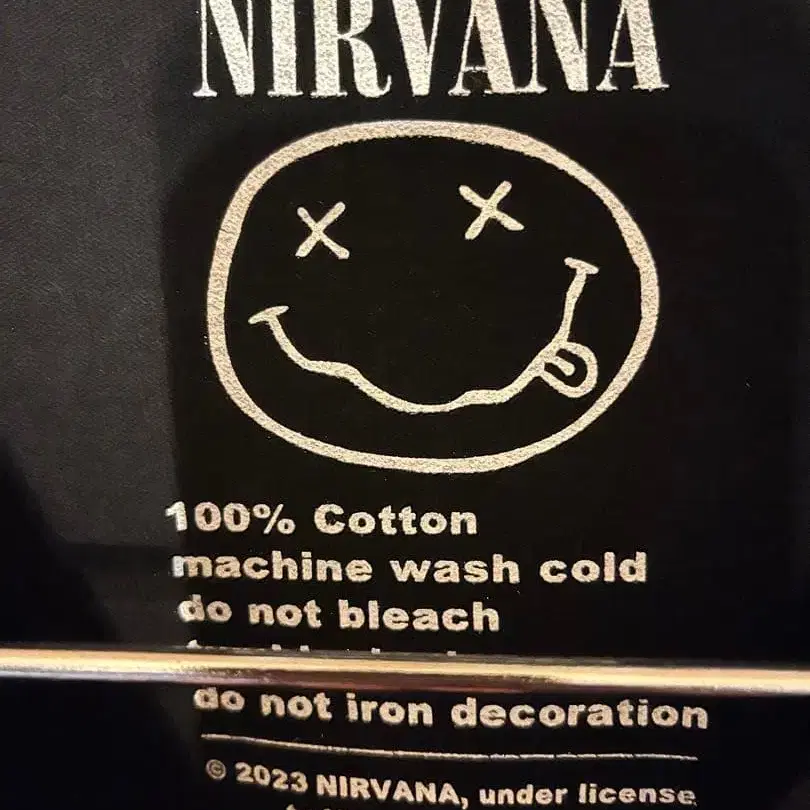 NIRVANA
100% Cotton
machine wash cold
do not bleach
do not iron decoration
© 2023 NIRVANA, under license